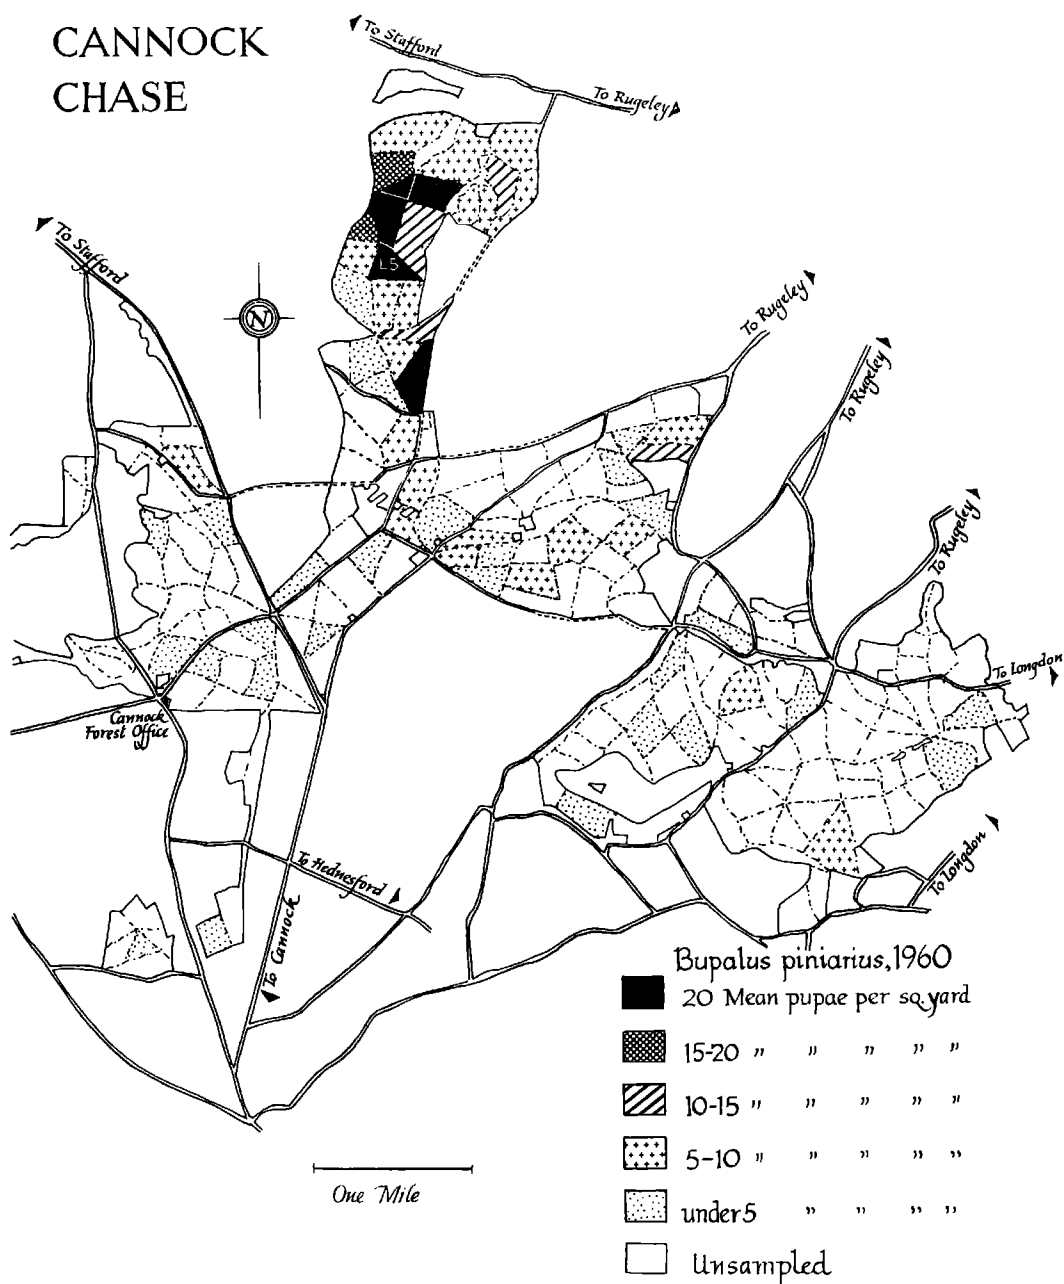 CANNOCK
CHASE
To Stafford
To Rugeley
To Stafford
N
L5
To Rugeley
To Rugeley
To Rugeley
To Longdon
Cannock
Forest Office
To Hednesford
To Cannock
To Longdon
Bupalus piniarius, 1960
20 Mean pupae per sq. yard
15-20 " " " " "
10-15 " " " " "
5-10 " " " " "
under 5 " " " "
Unsampled
One Mile